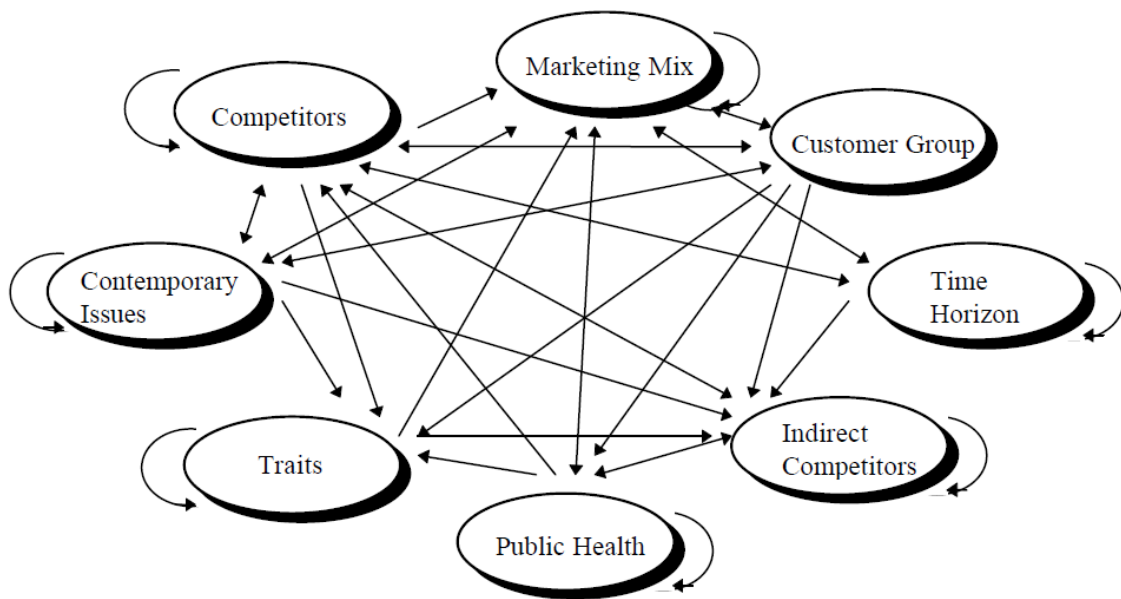 Marketing Mix
Competitors
Customer Group
Contemporary
Issues
Time
Horizon
Traits
Indirect
Competitors
Public Health